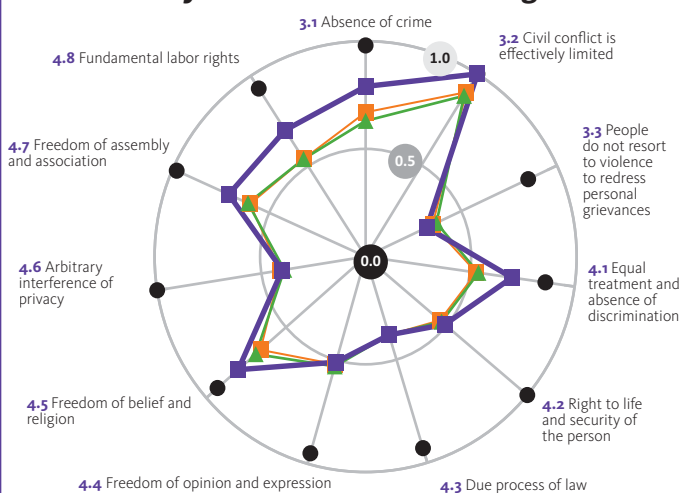 3.1 Absence of crime
3.2 Civil conflict is
effectively limited
1.0
4.8 Fundamental labor rights
3.3 People
do not resort
to violence
to redress
personal
grievances
0.5
4.7 Freedom of assembly
and association
0.0
4.6 Arbitrary
interference of
privacy
4.1 Equal
treatment and
absence of
discrimination
4.5 Freedom of belief and
religion
4.2 Right to life
and security of
the person
4.4 Freedom of opinion and expression
4.3 Due process of law